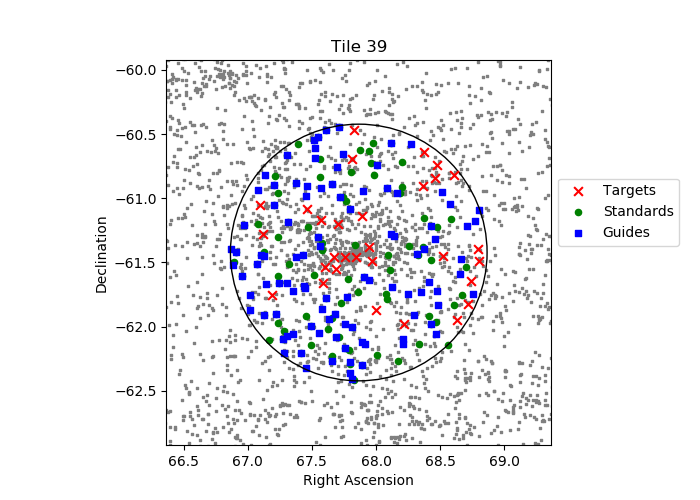 Tile 39
−60.0
−60.5
−61.0
−61.5
−62.0
−62.5
Declination
66.5 67.0 67.5 68.0 68.5 69.0
Right Ascension
Targets
Standards
Guides